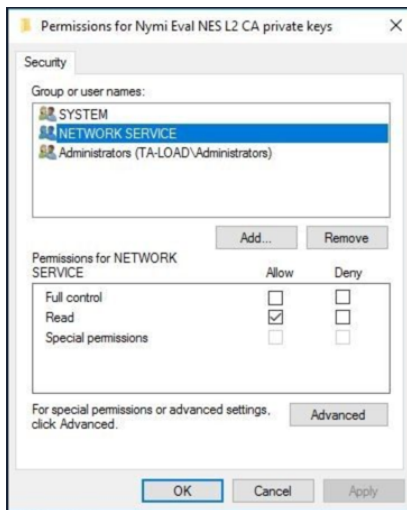 Permissions for Nymi Eval NES L2 CA private keys
Security
Group or user names:
SYSTEM
NETWORK SERVICE
Administrators (TA-LOAD\Administrators)
Add... Remove
Permissions for NETWORK
SERVICE Allow Deny
Full control
Read
Special permissions
For special permissions or advanced settings,
click Advanced.
Advanced
OK Cancel Apply